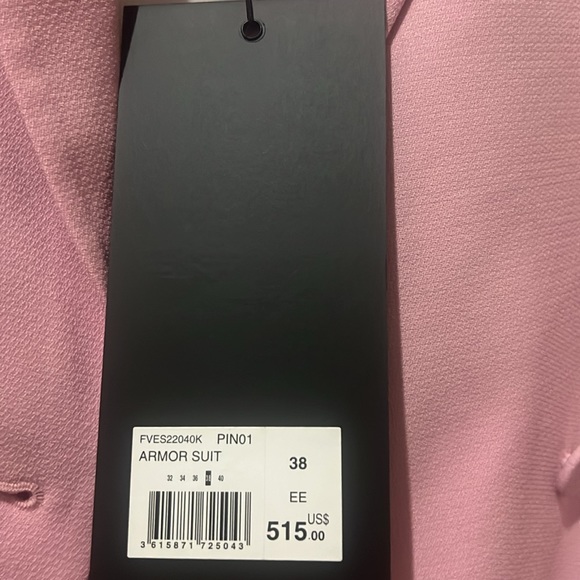 FVES22040K PIN01
ARMOR SUIT
32 34 36 38 40
3 615871 725043
38
EE
US$
515.00